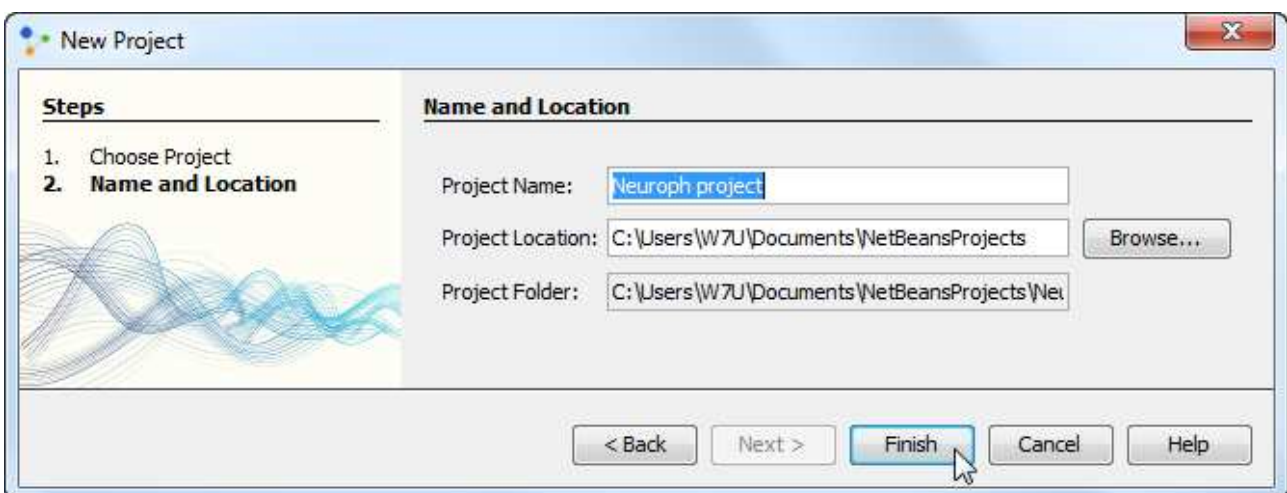 New Project
Steps
1. Choose Project
2. Name and Location
Name and Location
Project Name: Neuroph project
Project Location: C:\Users\W7U\Documents\NetBeansProjects Browse...
Project Folder: C:\Users\W7U\Documents\NetBeansProjects\Neu
< Back Next > Finish Cancel Help